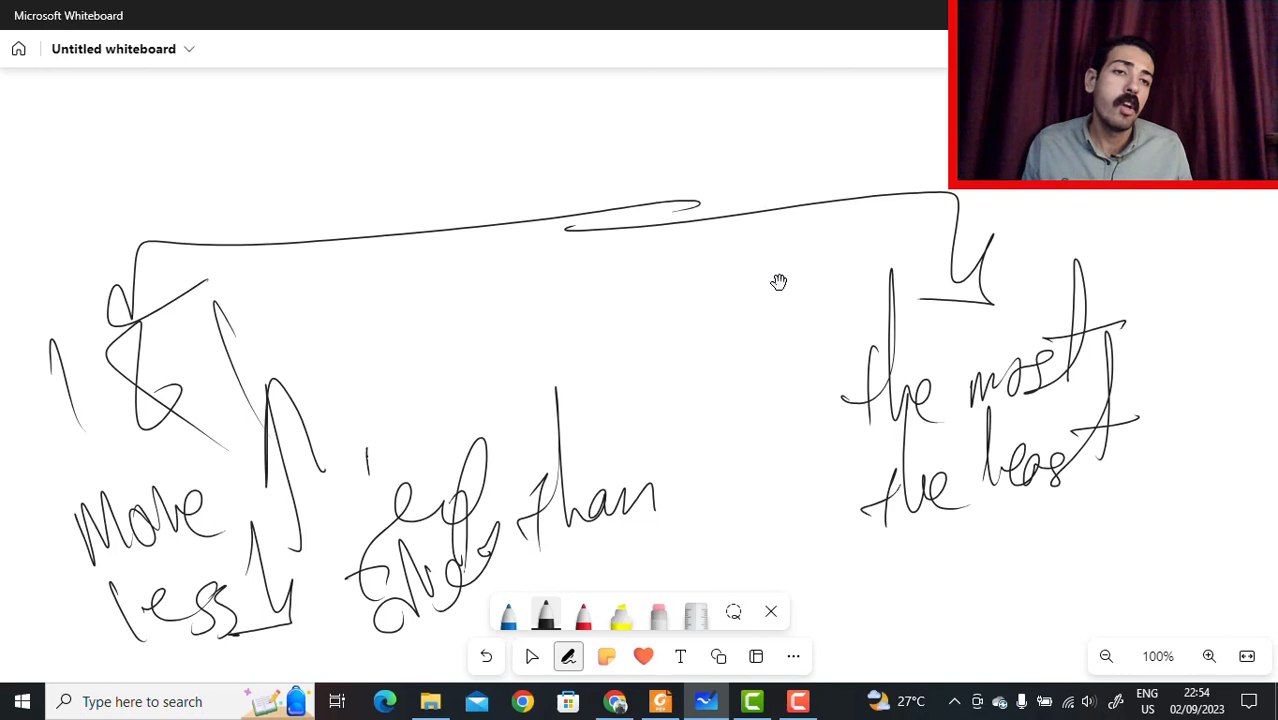 Microsoft Whiteboard
Untitled whiteboard
the most
the least
More
than
less
100%
Type here to search
27°C
ENG
US
22:54
02/09/2023